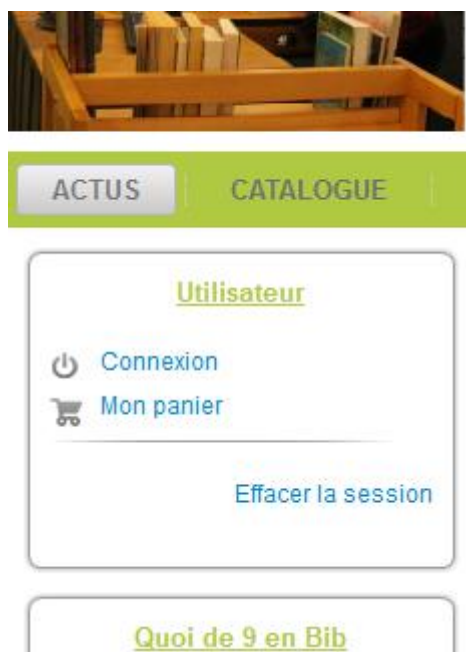 ACTUS CATALOGUE
Utilisateur
Connexion
Mon panier
Effacer la session
Quoi de 9 en Bib